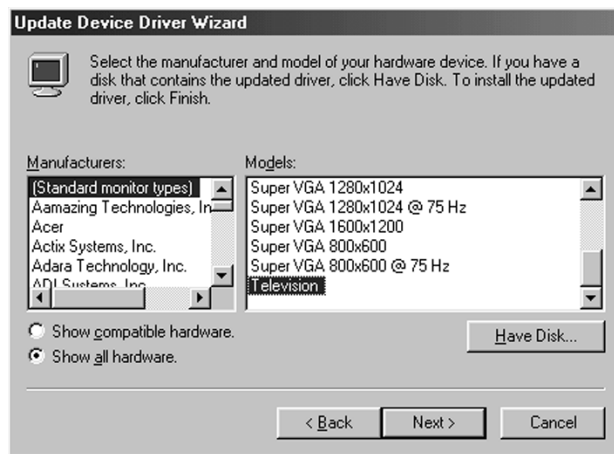 Update Device Driver Wizard
Select the manufacturer and model of your hardware device. If you have a
disk that contains the updated driver, click Have Disk. To install the updated
driver, click Finish.
Manufacturers:
(Standard monitor types)
Aamazing Technologies, In
Acer
Actix Systems, Inc.
Adara Technology, Inc.
ADI Systems, Inc.
Models:
Super VGA 1280x1024
Super VGA 1280x1024 @ 75 Hz
Super VGA 1600x1200
Super VGA 800x600
Super VGA 800x600 @ 75 Hz
Television
Show compatible hardware.
Show all hardware.
Have Disk...
< Back
Next >
Cancel